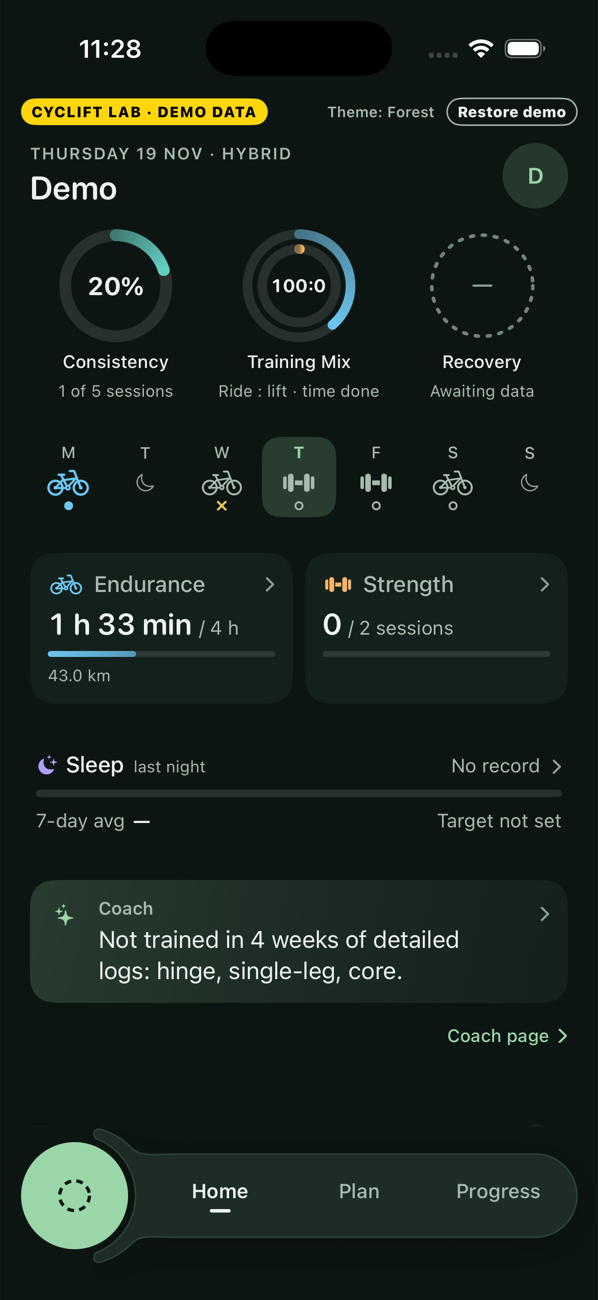 11:28
CYCLIFT LAB · DEMO DATA
Theme: Forest
Restore demo
THURSDAY 19 NOV · HYBRID
Demo
D
20%
100:0
—
Consistency
Training Mix
Recovery
1 of 5 sessions
Ride : lift · time done
Awaiting data
M T W T F S S
Endurance
1 h 33 min / 4 h
43.0 km
Strength
0 / 2 sessions
Sleep last night
No record
7-day avg —
Target not set
Coach
Not trained in 4 weeks of detailed
logs: hinge, single-leg, core.
Coach page
Home
Plan
Progress